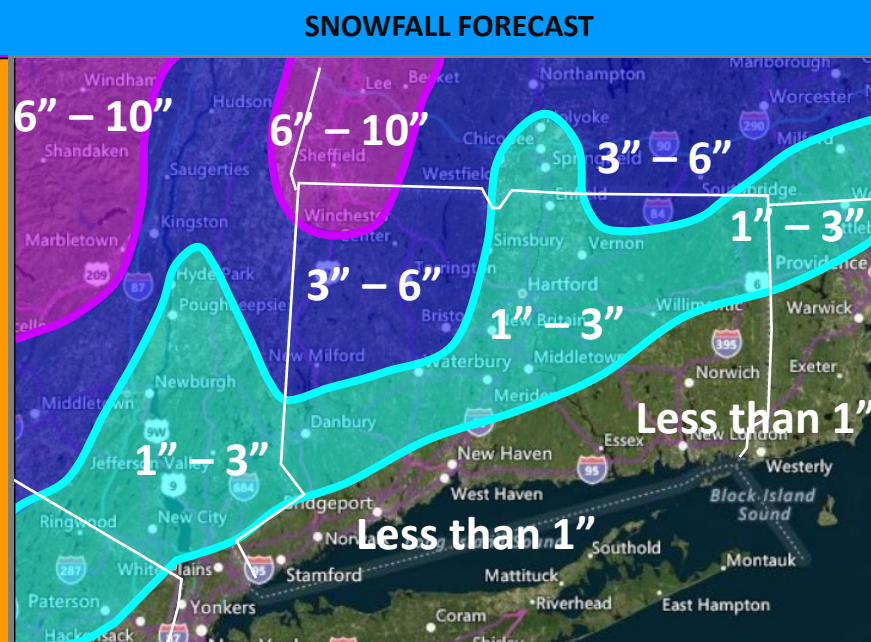 SNOWFALL FORECAST
Windham
Lee
Becket
Northampton
Marlborough
Hudson
Worcester
6” – 10”
6” – 10”
290
Shandaken
Sheffield
Milford
90
3” – 6”
Saugerties
Westfield
Springfield
Southbridge
Enfield
Winchester
Center
84
Kingston
1” – 3”
Marbletown
Simsbury
Vernon
209
87
Hyde Park
3” – 6”
Torrington
Providence
6
Hartford
Poughkeepsie
1” – 3”
Willimantic
Warwick
New Britain
395
New Milford
Waterbury
Middletown
Exeter
Norwich
Newburgh
Middletown
Danbury
Less than 1”
9W
New London
Essex
Jefferson Valley
1” – 3”
New Haven
95
Westerly
9
684
West Haven
Block Island
Sound
Bridgeport
Ringwood
New City
Less than 1”
Southold
Montauk
287
White Plains
95
Stamford
Mattituck
Paterson
Yonkers
Riverhead
East Hampton
Coram
Hackensack
87